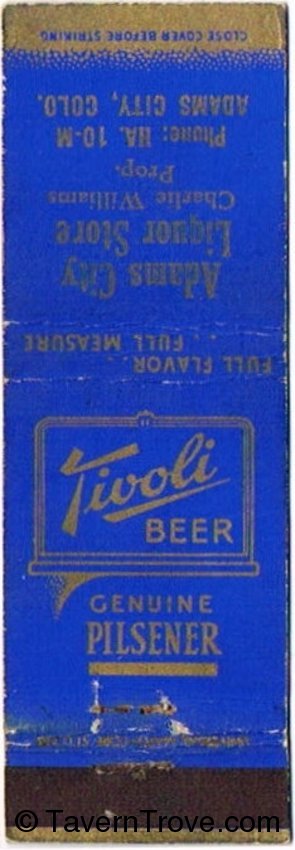 CLOSE COVER BEFORE STRIKING
Adams City
Liquor Store
Charlie Williams
Prop.
Phone: HA. 10-M
ADAMS CITY, COLO.
FULL FLAVOR . .
. . FULL MEASURE
Tivoli
BEER
GENUINE
PILSENER
© TavernTrove.com